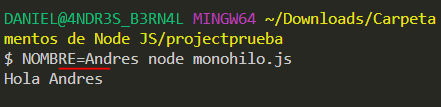 DANIEL@4NDR3S_B3RN4L MINGW64 ~/Downloads/Carpeta
mentos de Node JS/projectprueba
$ NOMBRE=Andres node monohilo.js
Hola Andres